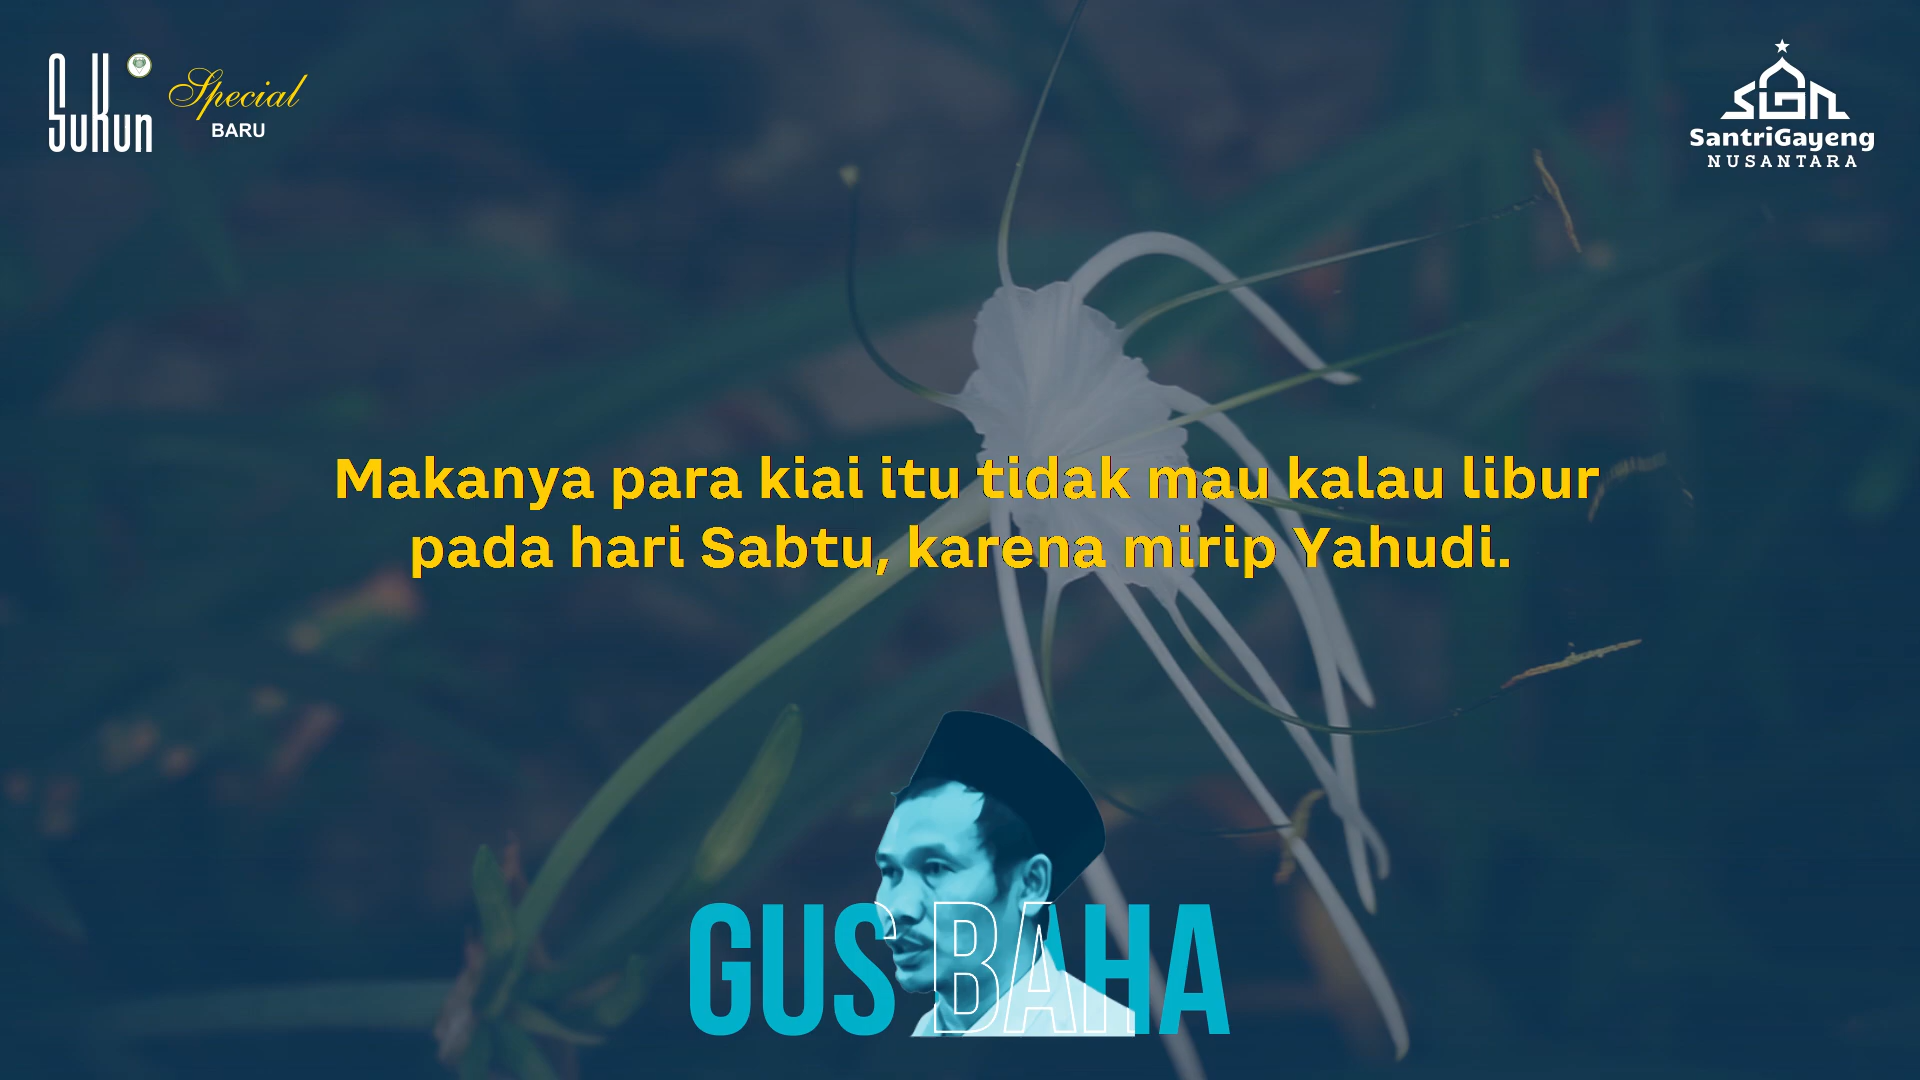 SuKun
Special
BARU
SIGN
SantriGayeng
NUSANTARA
Makanya para kiai itu tidak mau kalau libur
pada hari Sabtu, karena mirip Yahudi.
GUS BAHA